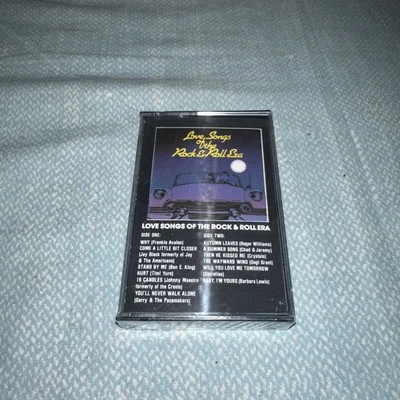 Love Songs
of the
Rock & Roll Era
LOVE SONGS OF THE ROCK & ROLL ERA
SIDE ONE:
WHY (Frankie Avalon)
COME A LITTLE BIT CLOSER
(Jay Black formerly of Jay
& The Americans)
STAND BY ME (Ben E. King)
HURT (Timi Yuro)
16 CANDLES (Johnny Maestro
formerly of the Crests)
YOU'LL NEVER WALK ALONE
(Gerry & The Pacemakers)
SIDE TWO:
AUTUMN LEAVES (Roger Williams)
A SUMMER SONG (Chad & Jeremy)
THEN HE KISSED ME (Crystals)
THE WAYWARD WIND (Gogi Grant)
WILL YOU LOVE ME TOMORROW
(Shirelles)
BABY, I'M YOURS (Barbara Lewis)